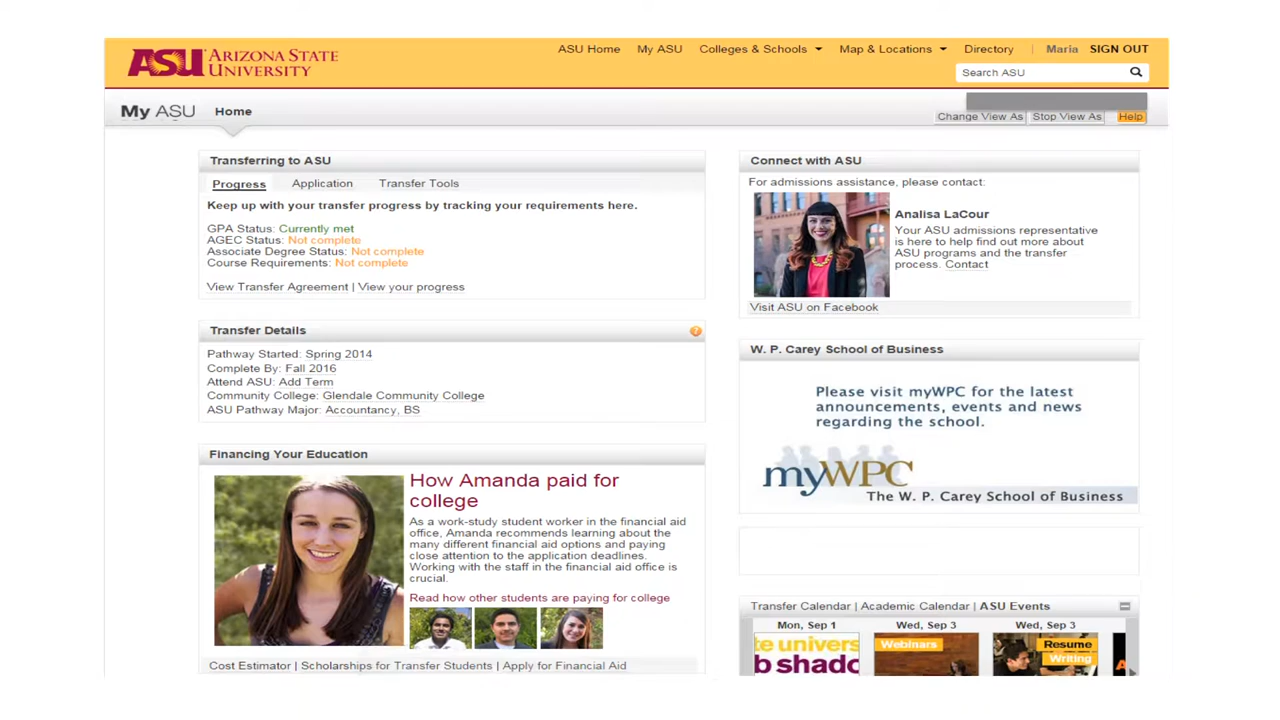 ASU ARIZONA STATE UNIVERSITY
ASU Home My ASU Colleges & Schools Map & Locations Directory | Maria SIGN OUT
Search ASU
My ASU Home
Change View As Stop View As Help
Transferring to ASU
Progress Application Transfer Tools
Keep up with your transfer progress by tracking your requirements here.
GPA Status: Currently met
AGEC Status: Not complete
Associate Degree Status: Not complete
Course Requirements: Not complete
View Transfer Agreement | View your progress
Transfer Details
?
Pathway Started: Spring 2014
Complete By: Fall 2016
Attend ASU: Add Term
Community College: Glendale Community College
ASU Pathway Major: Accountancy, BS
Financing Your Education
How Amanda paid for
college
As a work-study student worker in the financial aid
office, Amanda recommends learning about the
many different financial aid options and paying
close attention to the application deadlines.
Working with the staff in the financial aid office is
crucial.
Read how other students are paying for college
Cost Estimator | Scholarships for Transfer Students | Apply for Financial Aid
Connect with ASU
For admissions assistance, please contact:
Analisa LaCour
Your ASU admissions representative
is here to help find out more about
ASU programs and the transfer
process. Contact
Visit ASU on Facebook
W. P. Carey School of Business
Please visit myWPC for the latest
announcements, events and news
regarding the school.
myWPC
The W. P. Carey School of Business
Transfer Calendar | Academic Calendar | ASU Events
Mon, Sep 1 Wed, Sep 3 Wed, Sep 3
te univers
b shado
Webinars
Resume
Writing